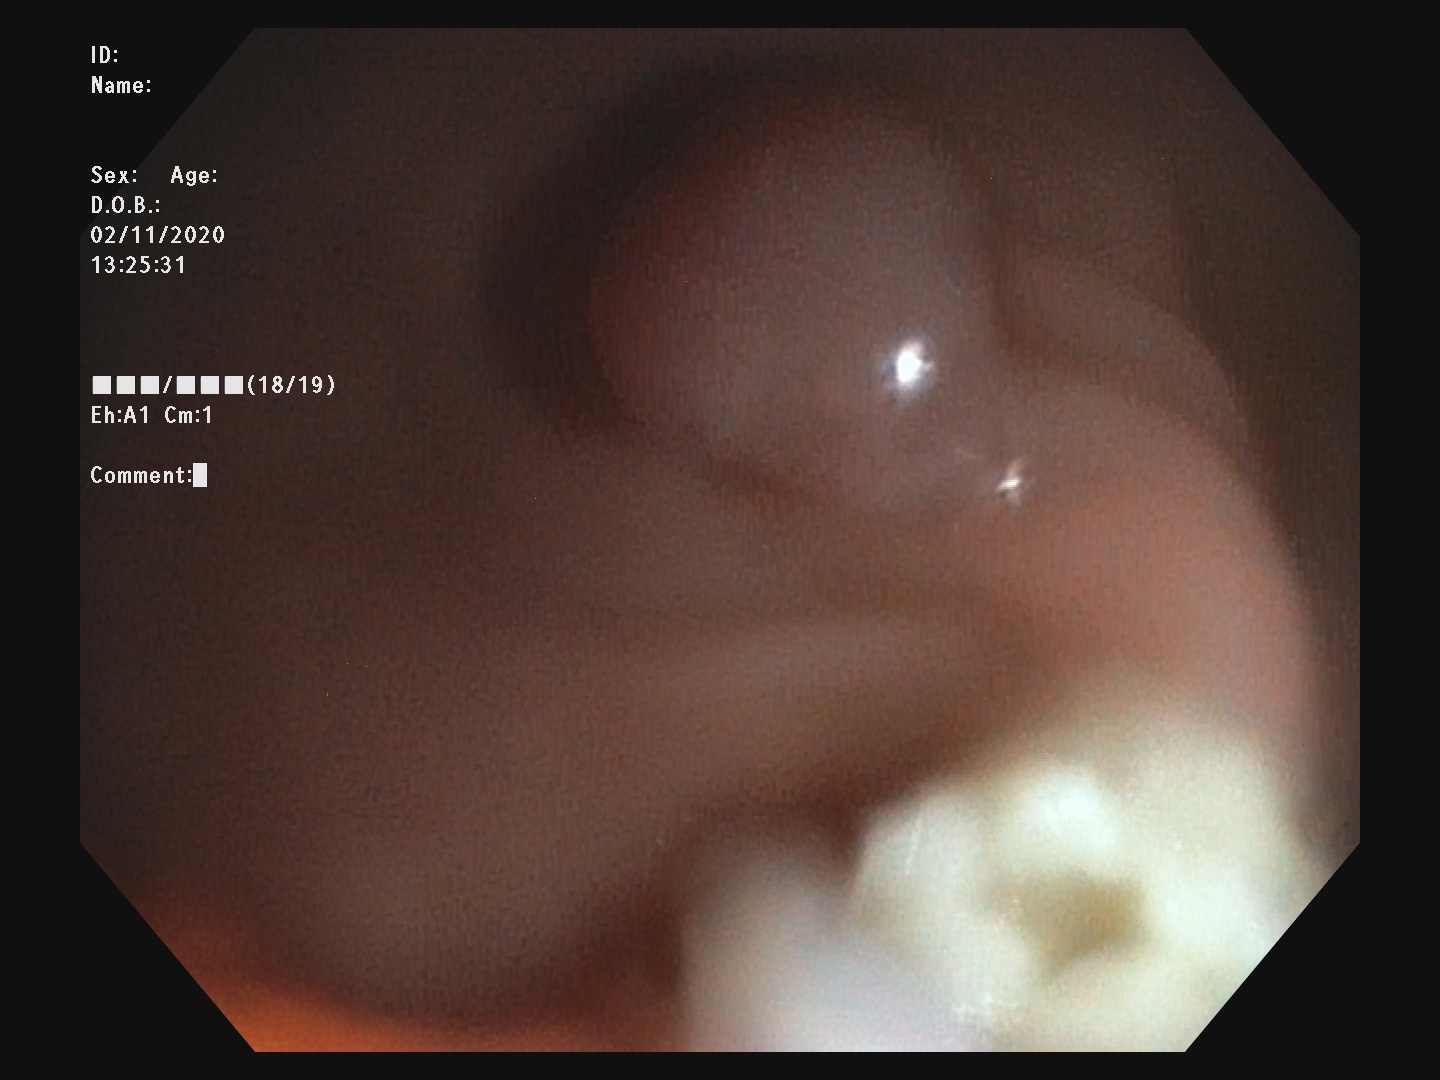 ID:
Name:
Sex: Age:
D.O.B.:
02/11/2020
13:25:31
■■■/■■■(18/19)
Eh:A1 Cm:1
Comment: